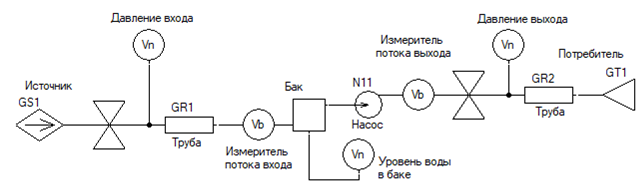 Давление входа
Vn
Источник
GS1
GR1
Труба
Vb
Измеритель
потока входа
Бак
N11
Насос
Vn
Уровень воды
в баке
Измеритель
потока выхода
Vb
Давление выхода
Vn
GR2
Труба
Потребитель
GT1